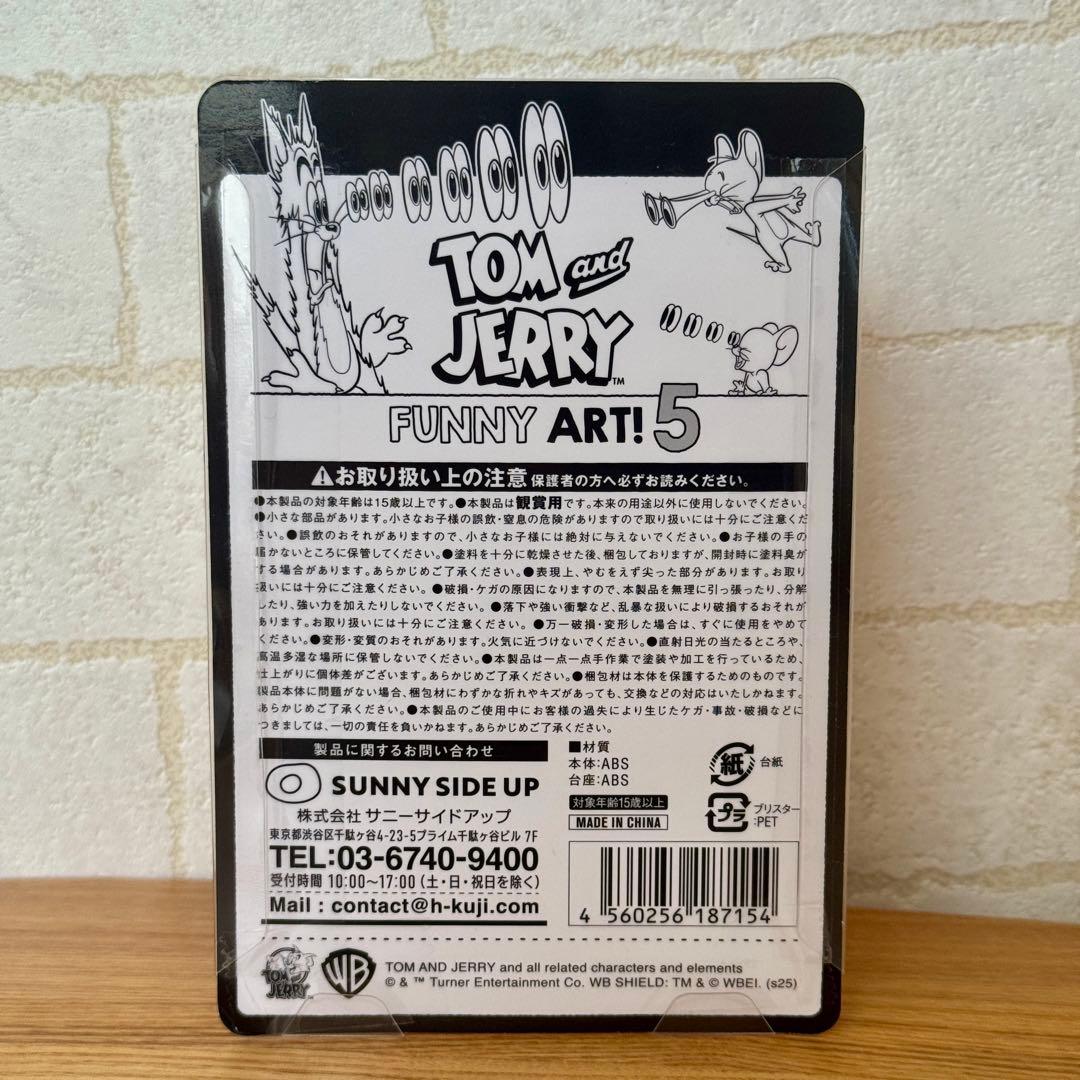 TOM and
JERRY™
FUNNY ART! 5
お取り扱い上の注意 保護者の方へ必ずお読みください。
●本製品の対象年齢は15歳以上です。●本製品は観賞用です。本来の用途以外に使用しないでください。
●小さな部品があります。小さなお子様の誤飲・窒息の危険がありますので取り扱いには十分にご注意くだ
さい。●誤飲のおそれがありますので、小さなお子様には絶対に与えないでください。●お子様の手の
届かないところに保管してください。●塗料を十分に乾燥させた後、梱包しておりますが、開封時に塗料臭が
する場合があります。あらかじめご了承ください。●表現上、やむをえず尖った部分があります。お取り
扱いには十分にご注意ください。●破損・ケガの原因になりますので、本製品を無理に引っ張ったり、分解
したり、強い力を加えたりしないでください。●落下や強い衝撃など、乱暴な扱いにより破損するおそれが
あります。お取り扱いには十分にご注意ください。●万一破損・変形した場合は、すぐに使用をやめて
ください。●変形・変質のおそれがあります。火気に近づけないでください。●直射日光の当たるところや、
高温多湿な場所に保管しないでください。●本製品は一点一点手作業で塗装や加工を行っているため、
仕上がりに個体差がございます。あらかじめご了承ください。●梱包材は本体を保護するためのものです。
製品本体に問題がない場合、梱包材にわずかな折れやキズがあっても、交換などの対応はいたしかねます。
あらかじめご了承ください。●本製品のご使用中にお客様の過失により生じたケガ・事故・破損などに
つきましては、一切の責任を負いかねます。あらかじめご了承ください。
製品に関するお問い合わせ
SUNNY SIDE UP
株式会社 サニーサイドアップ
東京都渋谷区千駄ヶ谷4-23-5プライム千駄ヶ谷ビル 7F
TEL:03-6740-9400
受付時間 10:00〜17:00(土・日・祝日を除く)
Mail : contact@h-kuji.com
■材質
本体:ABS
台座:ABS
対象年齢15歳以上
MADE IN CHINA
紙 台紙
プラ ブリスター
:PET
4 560256 187154
TOM and JERRY™
WB
TOM AND JERRY and all related characters and elements
© & ™ Turner Entertainment Co. WB SHIELD: TM & © WBEI. (s25)